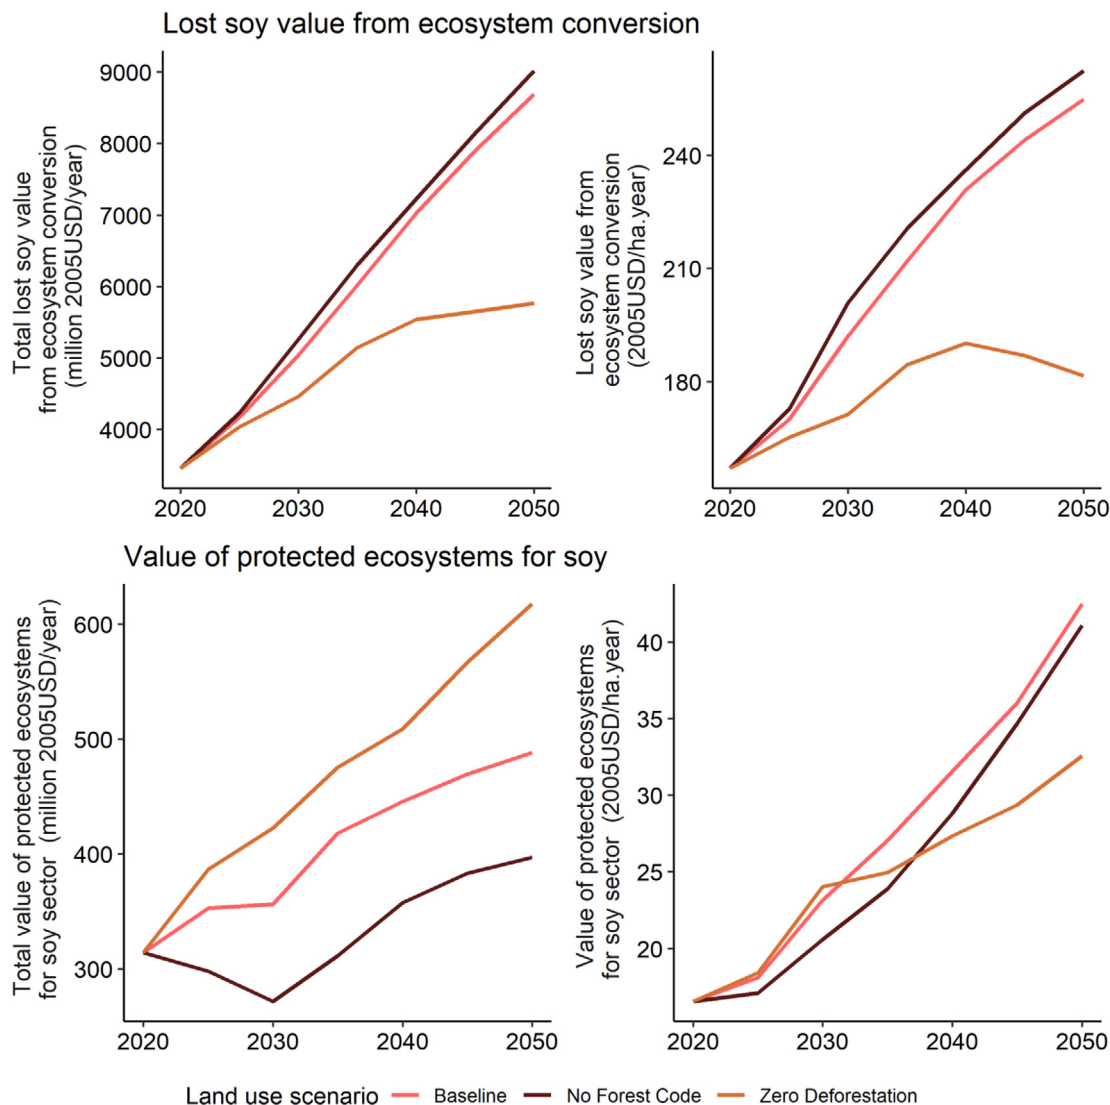 Lost soy value from ecosystem conversion
Total lost soy value
from ecosystem conversion
(million 2005USD/year)
9000
8000
7000
6000
5000
4000
2020
2030
2040
2050
Lost soy value from
ecosystem conversion
(2005USD/ha.year)
240
210
180
2020
2030
2040
2050
Value of protected ecosystems for soy
Total value of protected ecosystems
for soy sector (million 2005USD/year)
600
500
400
300
2020
2030
2040
2050
Value of protected ecosystems
for soy sector (2005USD/ha.year)
40
35
30
25
20
2020
2030
2040
2050
Land use scenario Baseline No Forest Code Zero Deforestation